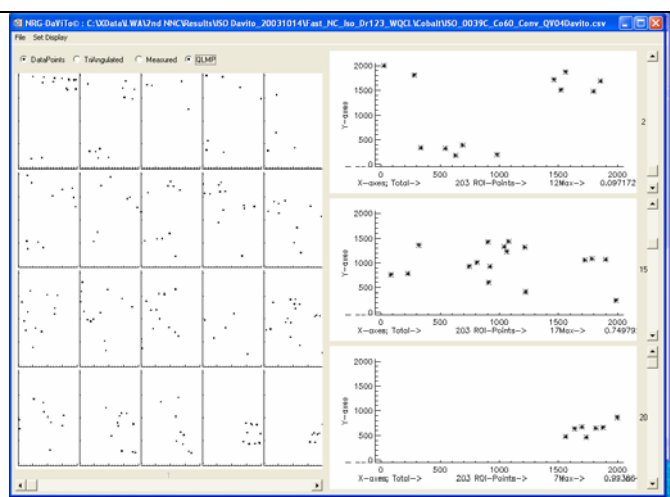 NRG-DaViTo© : C:\XData\LWA\2nd NNC\Results\ISO Davito_20031014\Fast_NC_Iso_Dr123_WQCL\Cobalt\ISO_0039C_Co60_Conv_QV04Davito.csv
File Set Display
DataPoints TriAngulated Measured QLMP
2000
1500
1000
500
0
Y-axes
0 500 1000 1500 2000
X-axes; Total-> 203 ROI-Points-> 12Max-> 0.097172
2
2000
1500
1000
500
0
Y-axes
0 500 1000 1500 2000
X-axes; Total-> 203 ROI-Points-> 17Max-> 0.74979
15
2000
1500
1000
500
0
Y-axes
0 500 1000 1500 2000
X-axes; Total-> 203 ROI-Points-> 7Max->
20